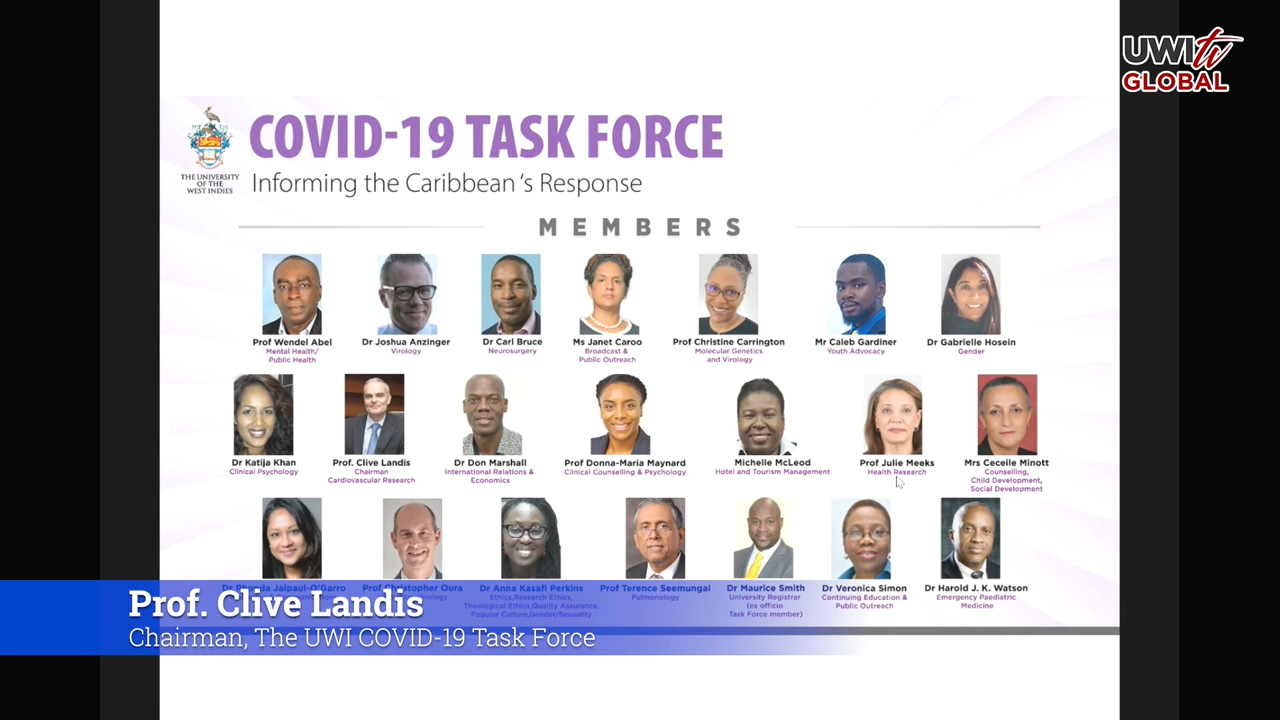 UWI tv
GLOBAL
THE UNIVERSITY
OF THE
WEST INDIES
COVID-19 TASK FORCE
Informing the Caribbean 's Response
MEMBERS
Prof Wendel Abel
Mental Health/
Public Health
Dr Joshua Anzinger
Virology
Dr Carl Bruce
Neurosurgery
Ms Janet Caroo
Broadcast &
Public Outreach
Prof Christine Carrington
Molecular Genetics
and Virology
Mr Caleb Gardiner
Youth Advocacy
Dr Gabrielle Hosein
Gender
Dr Katija Khan
Clinical Psychology
Prof. Clive Landis
Chairman
Cardiovascular Research
Dr Don Marshall
International Relations &
Economics
Prof Donna-Maria Maynard
Clinical Counselling & Psychology
Michelle McLeod
Hotel and Tourism Management
Prof Julie Meeks
Health Research
Mrs Ceceile Minott
Counselling,
Child Development,
Social Development
Dr Rhonda Jaipaul-O'Garro
Prof Christopher Oura
Dr Anna Kasafi Perkins
Ethics,Research Ethics,
Theological Ethics,Quality Assurance,
Popular Culture,Gender/Sexuality
Prof Terence Seemungal
Pulmonology
Dr Maurice Smith
University Registrar
(ex officio
Task Force member)
Dr Veronica Simon
Continuing Education &
Public Outreach
Dr Harold J. K. Watson
Emergency Paediatric
Medicine
Prof. Clive Landis
Chairman, The UWI COVID-19 Task Force